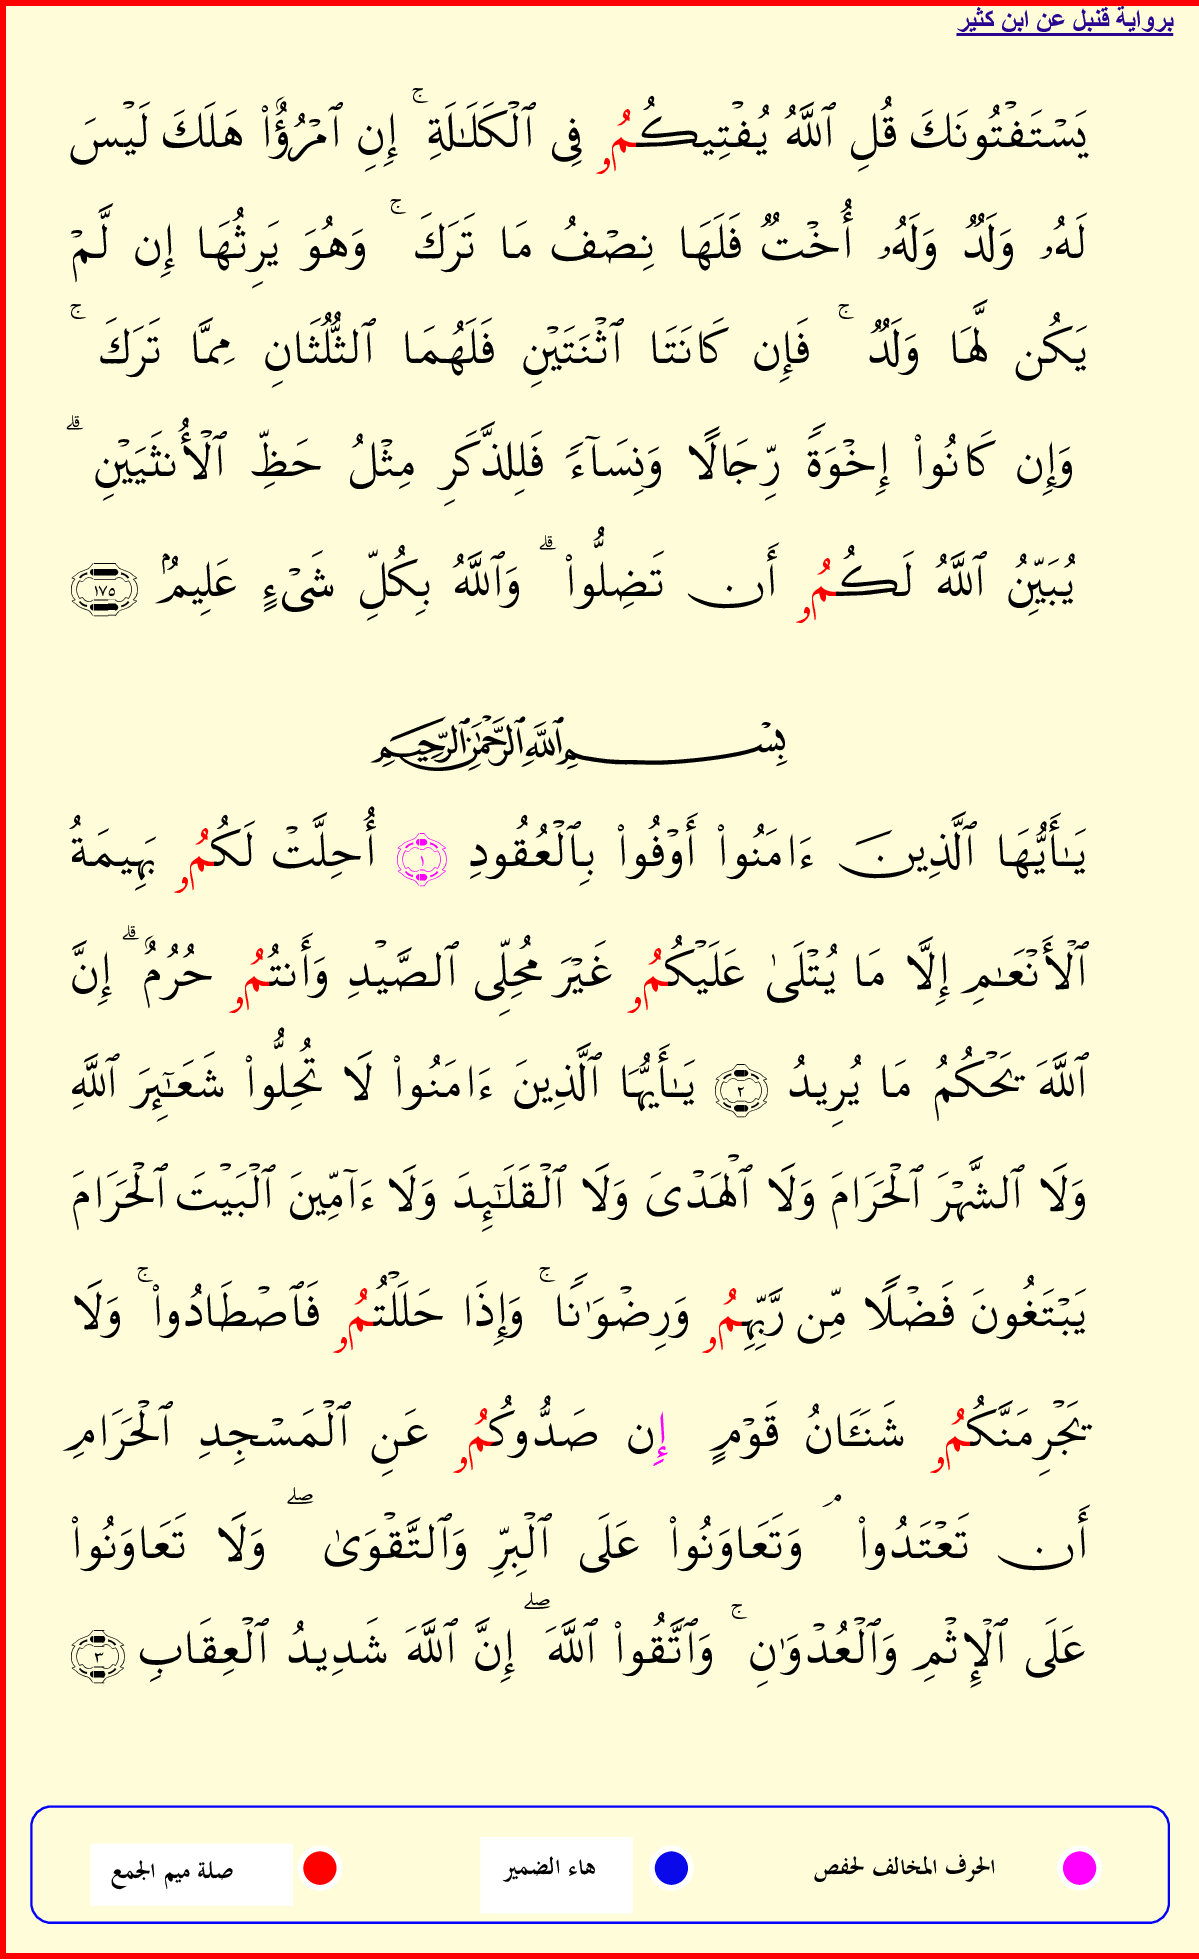 برواية قنبل عن ابن كثير
يَسۡتَفۡتُونَكَ قُلِ ٱللَّهُ يُفۡتِيكُمُۥ فِى ٱلۡكَلَـٰلَةِ ۚ إِنِ ٱمۡرُؤٌاْ هَلَكَ لَيۡسَ
لَهُۥ وَلَدٌ وَلَهُۥ أُخۡتٌ فَلَهَا نِصۡفُ مَا تَرَكَ ۚ وَهُوَ يَرِثُهَا إِن لَّمۡ
يَكُن لَّهَا وَلَدٌ ۚ فَإِن كَانَتَا ٱثۡنَتَيۡنِ فَلَهُمَا ٱلثُّلُثَانِ مِمَّا تَرَكَ ۚ
وَإِن كَانُواْ إِخۡوَةً رِّجَالًا وَنِسَآءً فَلِلذَّكَرِ مِثۡلُ حَظِّ ٱلۡأُنثَيَيۡنِ ۗ
يُبَيِّنُ ٱللَّهُ لَكُمُۥ أَن تَضِلُّواْ ۗ وَٱللَّهُ بِكُلِّ شَىۡءٍ عَلِيمُۢ ١٧٥
بِسۡمِ ٱللَّهِ ٱلرَّحۡمَـٰنِ ٱلرَّحِيمِ
يَـٰٓأَيُّهَا ٱلَّذِينَ ءَامَنُواْ أَوۡفُواْ بِٱلۡعُقُودِ ١ أُحِلَّتۡ لَكُمُۥ بَهِيمَةُ
ٱلۡأَنۡعَـٰمِ إِلَّا مَا يُتۡلَىٰ عَلَيۡكُمُۥ غَيۡرَ مُحِلِّى ٱلصَّيۡدِ وَأَنتُمُۥ حُرُمٌ ۗ إِنَّ
ٱللَّهَ يَحۡكُمُ مَا يُرِيدُ ٢ يَـٰٓأَيُّهَا ٱلَّذِينَ ءَامَنُواْ لَا تُحِلُّواْ شَعَـٰٓئِرَ ٱللَّهِ
وَلَا ٱلشَّهۡرَ ٱلۡحَرَامَ وَلَا ٱلۡهَدۡىَ وَلَا ٱلۡقَلَـٰٓئِدَ وَلَا ءَآمِّينَ ٱلۡبَيۡتَ ٱلۡحَرَامَ
يَبۡتَغُونَ فَضۡلًا مِّن رَّبِّهِمُۥ وَرِضۡوَٰنًا ۚ وَإِذَا حَلَلۡتُمُۥ فَٱصۡطَادُواْ ۚ وَلَا
يَجۡرِمَنَّكُمُۥ شَنَـَٔانُ قَوۡمٍ إِن صَدُّوكُمُۥ عَنِ ٱلۡمَسۡجِدِ ٱلۡحَرَامِ
أَن تَعۡتَدُواْ ۘ وَتَعَاوَنُواْ عَلَى ٱلۡبِرِّ وَٱلتَّقۡوَىٰ ۖ وَلَا تَعَاوَنُواْ
عَلَى ٱلۡإِثۡمِ وَٱلۡعُدۡوَٰنِ ۚ وَٱتَّقُواْ ٱللَّهَ ۖ إِنَّ ٱللَّهَ شَدِيدُ ٱلۡعِقَابِ ٣
الحرف المخالف لحفص هاء الضمير صلة ميم الجمع